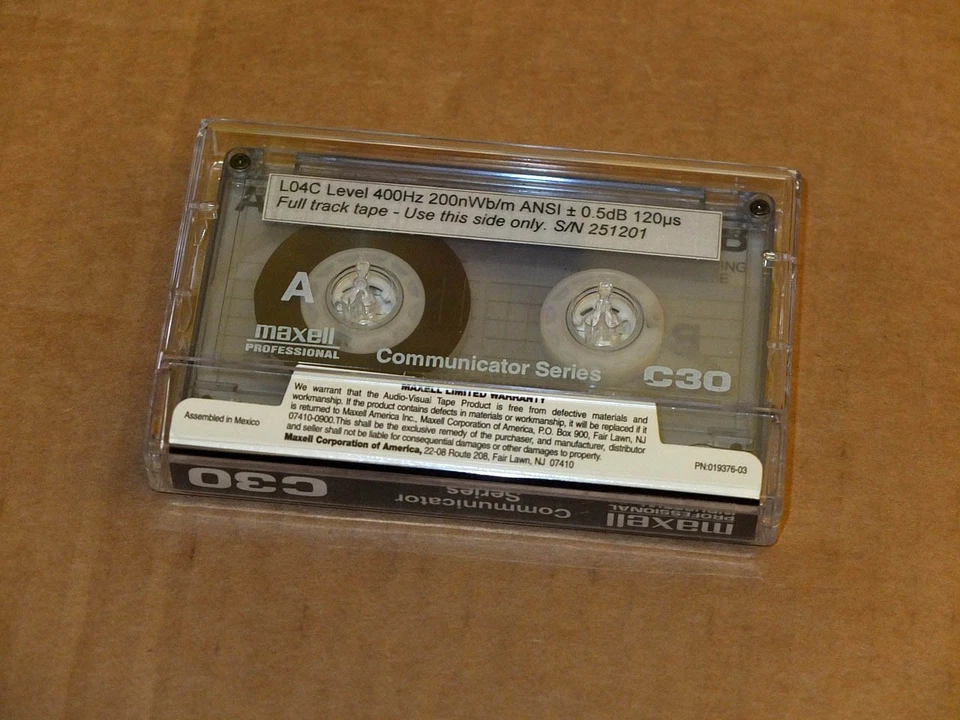 L04C Level 400Hz 200nWb/m ANSI ± 0.5dB 120µs
Full track tape - Use this side only. S/N 251201
B
A
maxell
PROFESSIONAL
Communicator Series
C30
MAXELL LIMITED WARRANTY
We warrant that the Audio-Visual Tape Product is free from defective materials and
workmanship. If the product contains defects in materials or workmanship, it will be replaced if it
is returned to Maxell America Inc., Maxell Corporation of America, P.O. Box 900, Fair Lawn, NJ
07410-0900.This shall be the exclusive remedy of the purchaser, and manufacturer, distributor
and seller shall not be liable for consequential damages or other damages to property.
Maxell Corporation of America, 22-08 Route 208, Fair Lawn, NJ 07410
Assembled in Mexico
PN:019376-03
maxell
PROFESSIONAL
Communicator
Series
C30